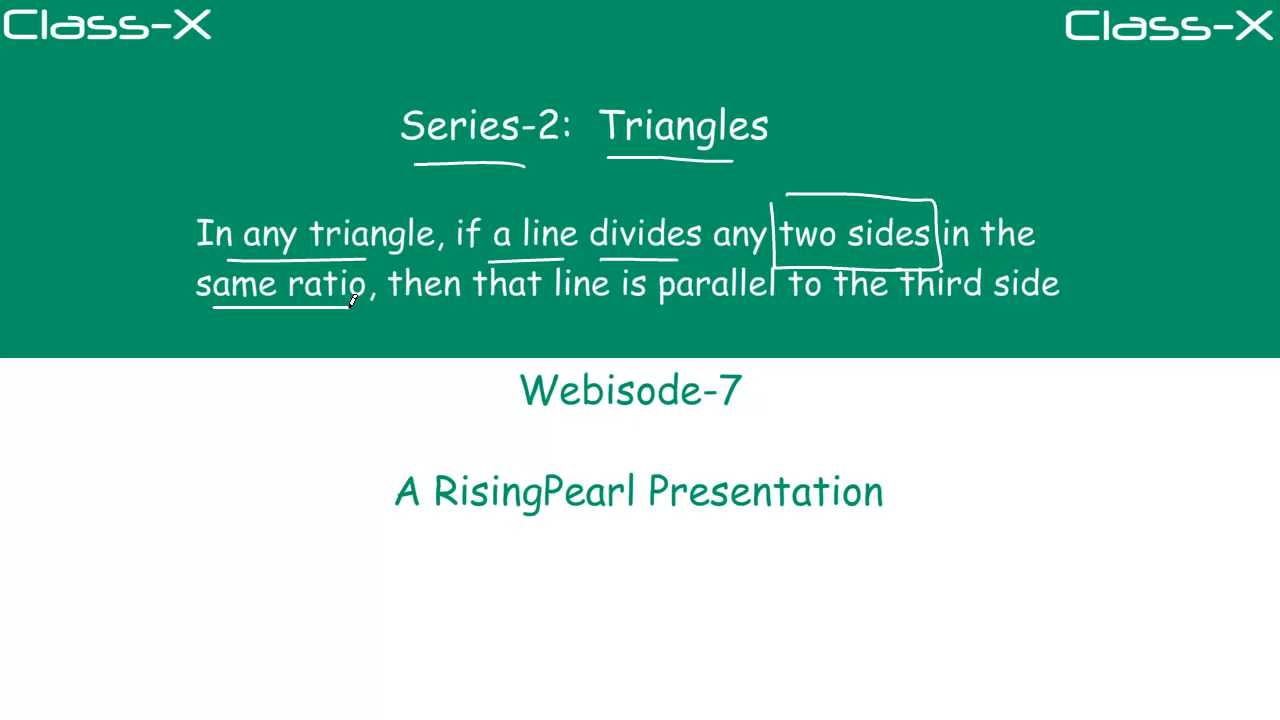 Class-X Class-X
Series-2: Triangles
In any triangle, if a line divides any two sides in the
same ratio, then that line is parallel to the third side
Webisode-7
A RisingPearl Presentation